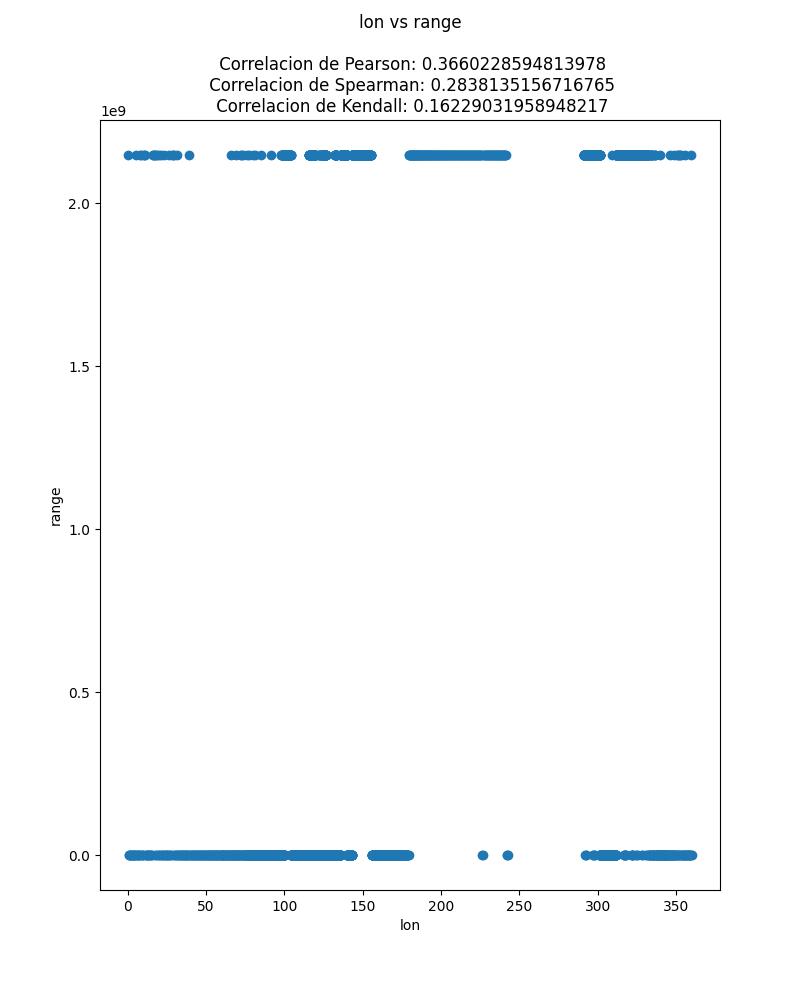 lon vs range
Correlacion de Pearson: 0.3660228594813978
Correlacion de Spearman: 0.2838135156716765
Correlacion de Kendall: 0.16229031958948217
1e9
2.0
1.5
1.0
0.5
0.0
range
0 50 100 150 200 250 300 350
lon